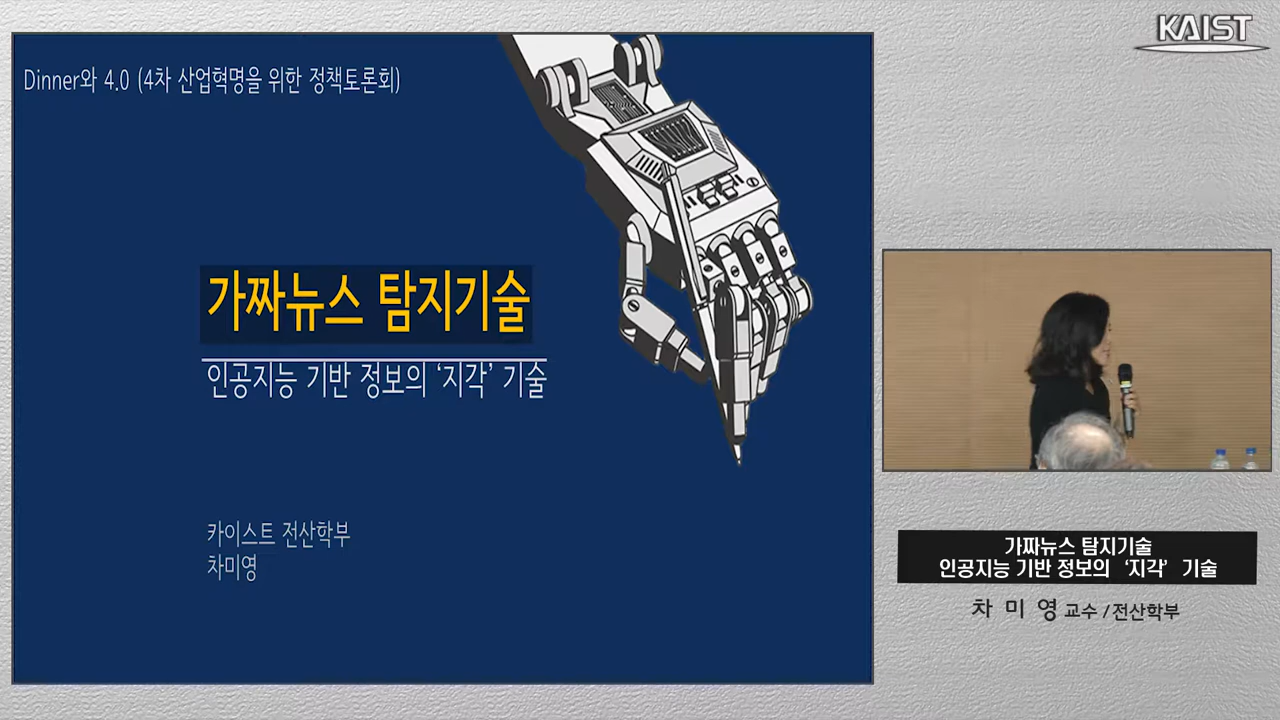 KAIST
Dinner와 4.0 (4차 산업혁명을 위한 정책토론회)
가짜뉴스 탐지기술
인공지능 기반 정보의 ‘지각’ 기술
카이스트 전산학부
차미영
가짜뉴스 탐지기술
인공지능 기반 정보의 ‘지각’ 기술
차 미 영 교수 / 전산학부